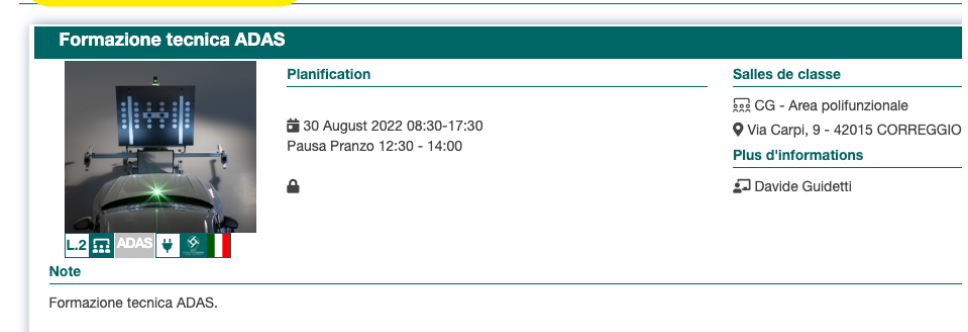 Formazione tecnica ADAS
Planification
30 August 2022 08:30-17:30
Pausa Pranzo 12:30 - 14:00
Salles de classe
CG - Area polifunzionale
Via Carpi, 9 - 42015 CORREGGIO
Plus d'informations
Davide Guidetti
L.2
ADAS
Note
Formazione tecnica ADAS.